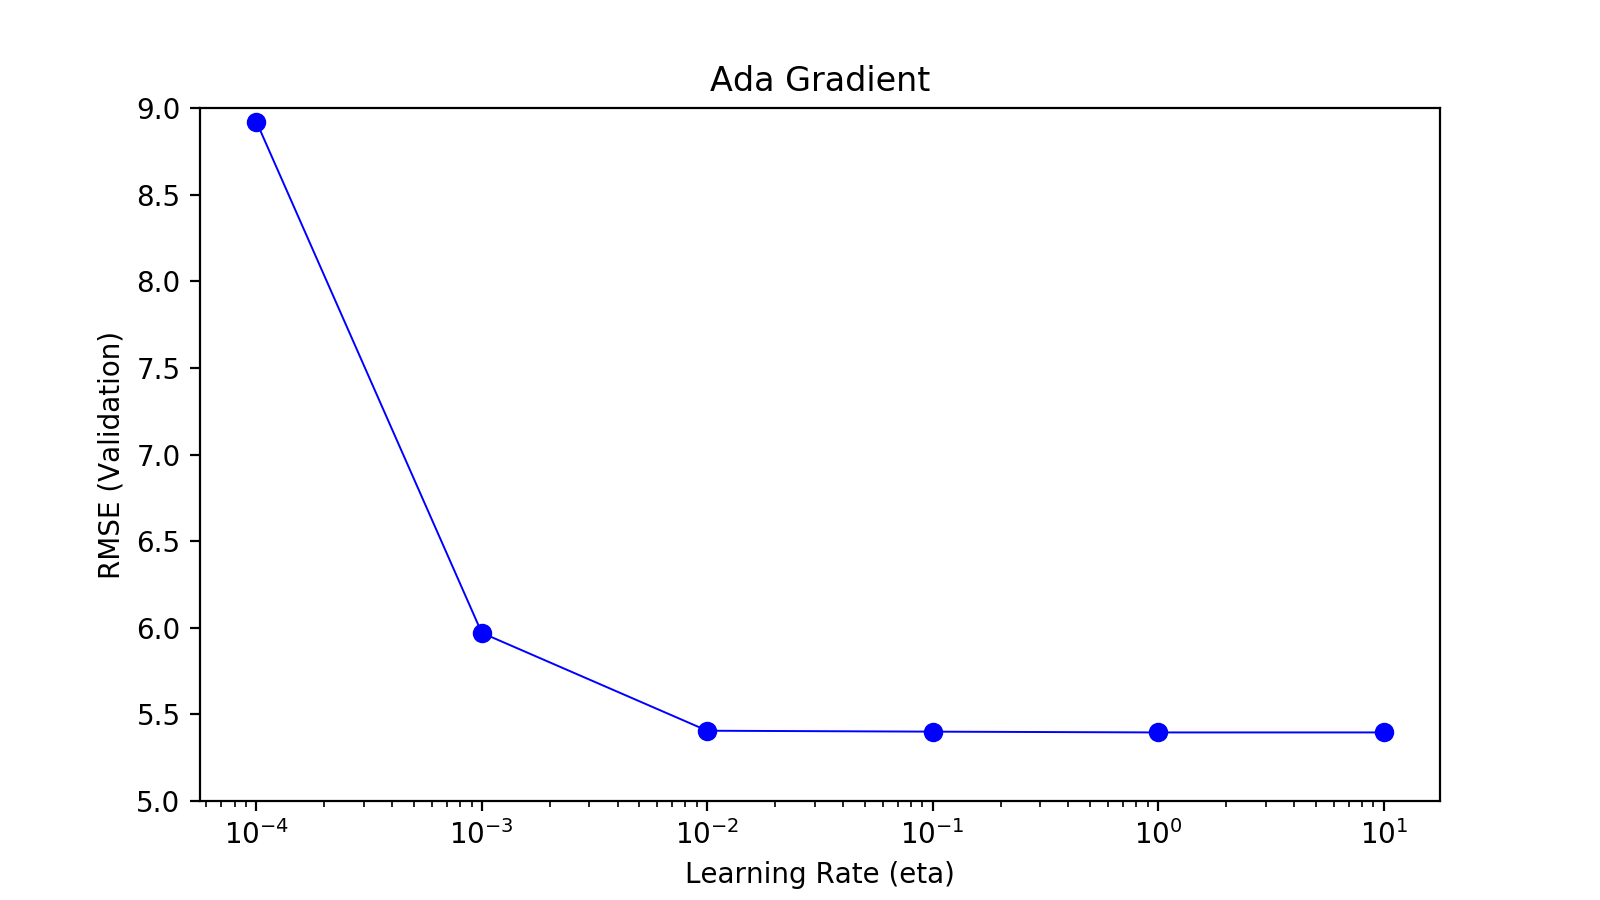 Ada Gradient
9.0
8.5
8.0
7.5
7.0
6.5
6.0
5.5
5.0
RMSE (Validation)
10⁻⁴ 10⁻³ 10⁻² 10⁻¹ 10⁰ 10¹
Learning Rate (eta)